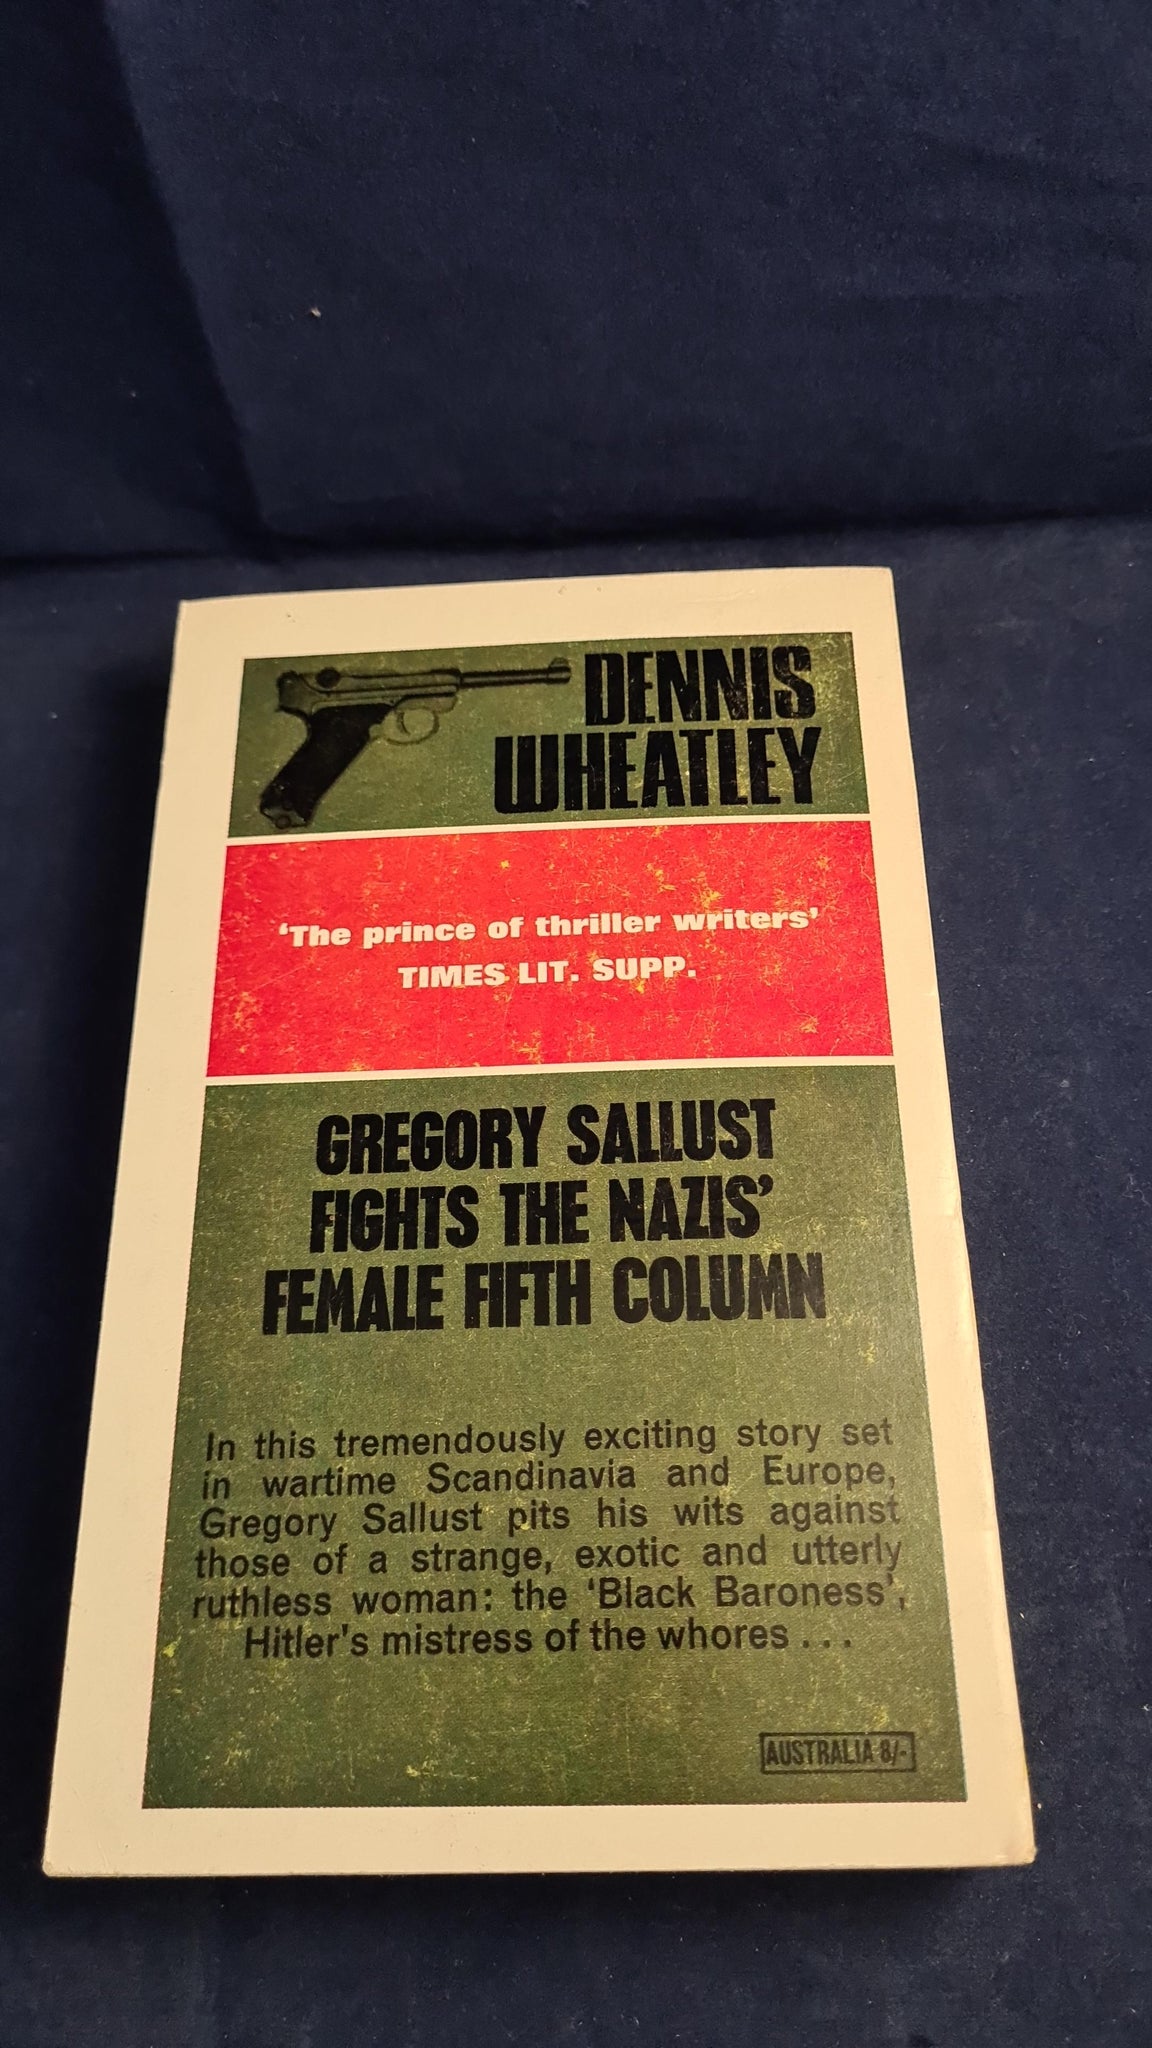 DENNIS
WHEATLEY
‘The prince of thriller writers’
TIMES LIT. SUPP.
GREGORY SALLUST
FIGHTS THE NAZIS’
FEMALE FIFTH COLUMN
In this tremendously exciting story set
in wartime Scandinavia and Europe,
Gregory Sallust pits his wits against
those of a strange, exotic and utterly
ruthless woman: the ‘Black Baroness’,
Hitler's mistress of the whores . . .
AUSTRALIA 8/-